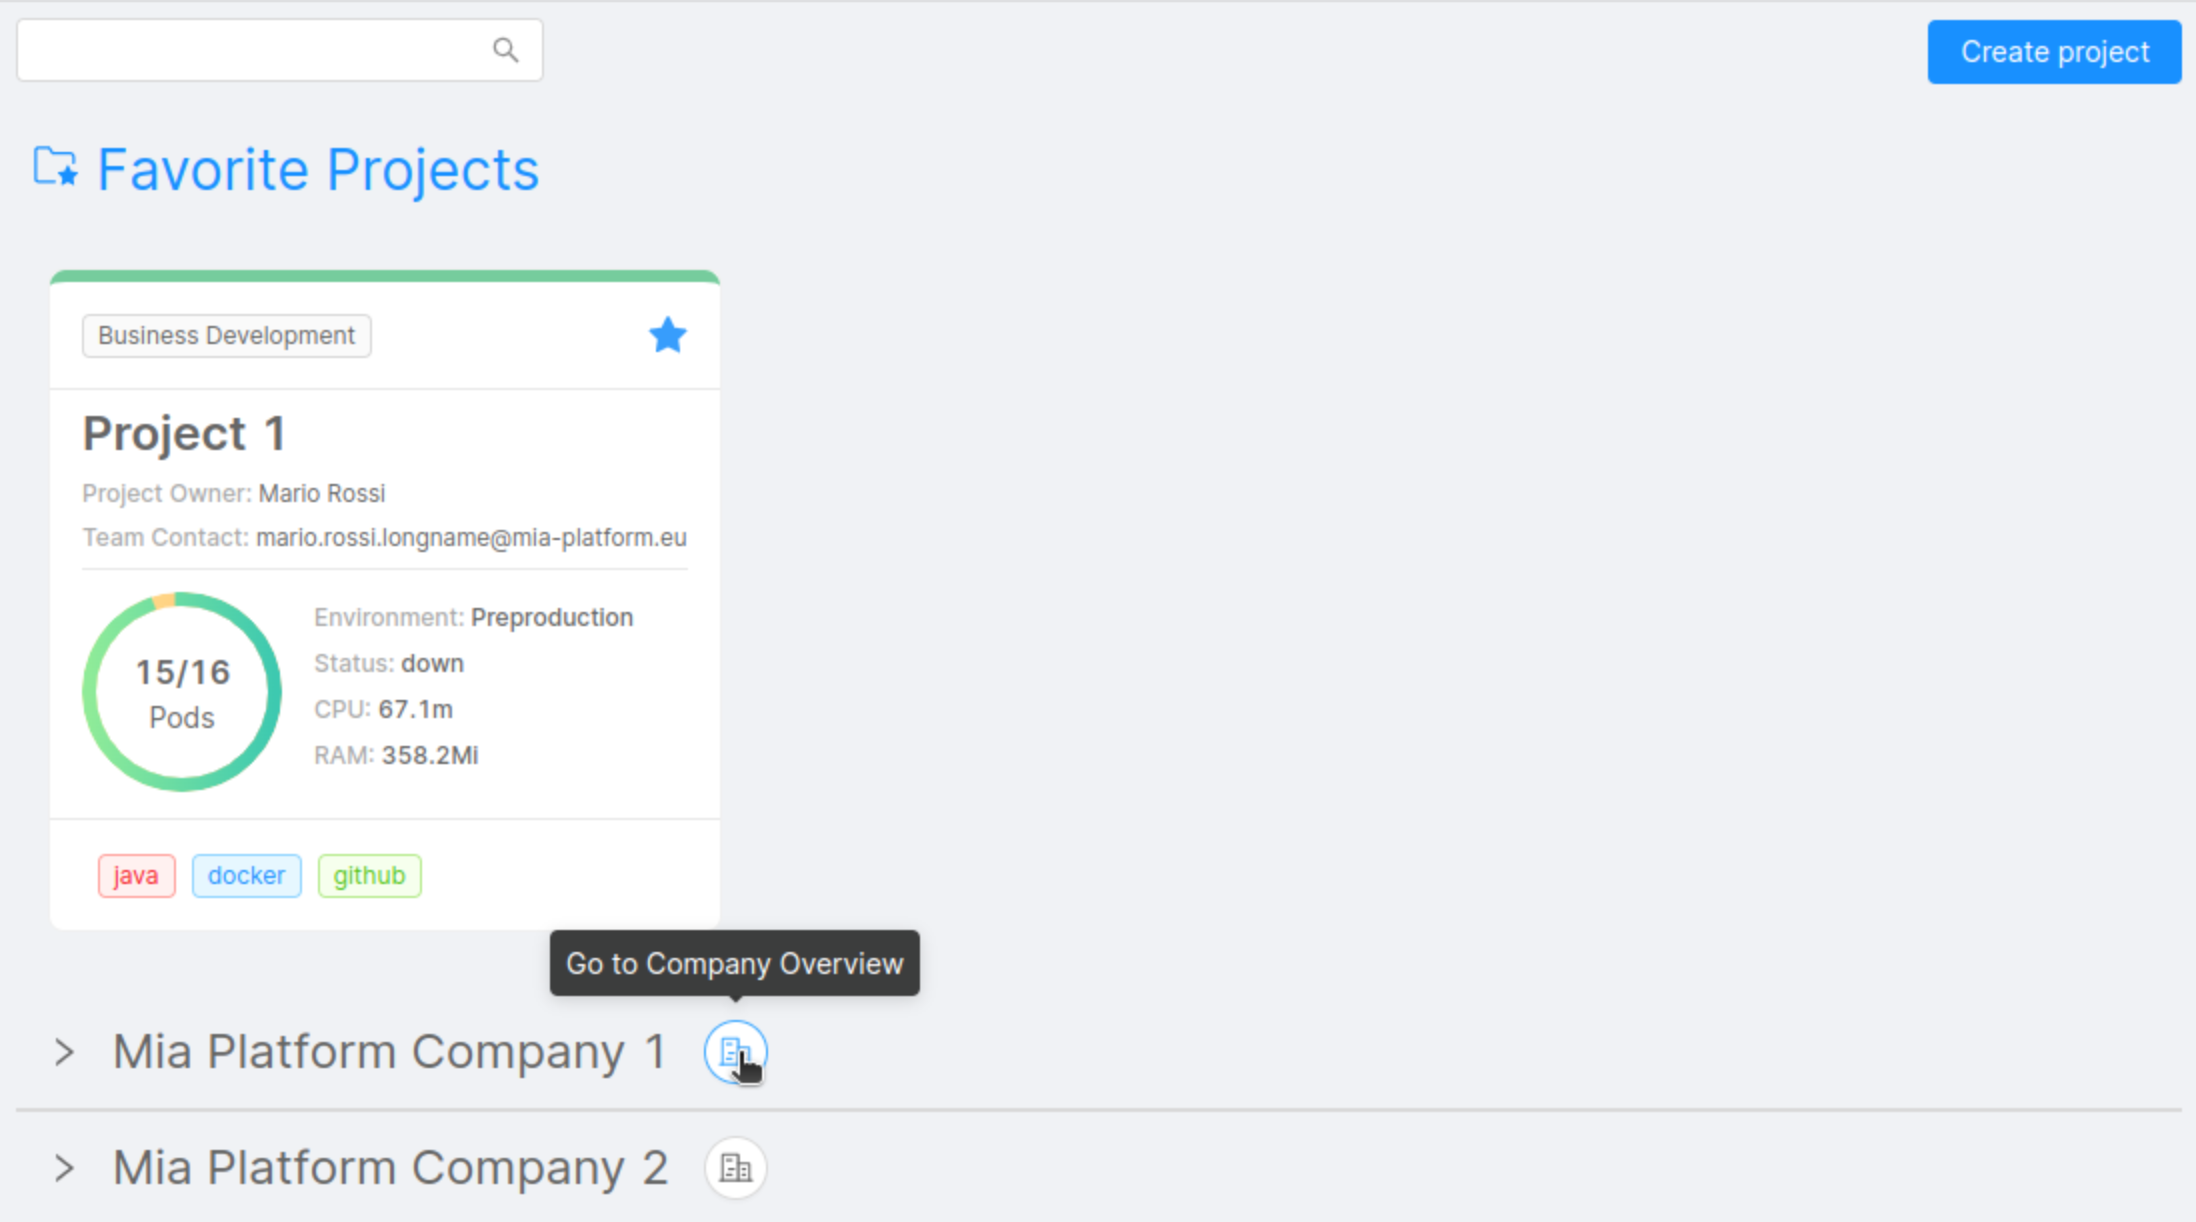 Create project
Favorite Projects
Business Development
Project 1
Project Owner: Mario Rossi
Team Contact: mario.rossi.longname@mia-platform.eu
15/16
Pods
Environment: Preproduction
Status: down
CPU: 67.1m
RAM: 358.2Mi
java docker github
Go to Company Overview
Mia Platform Company 1
Mia Platform Company 2